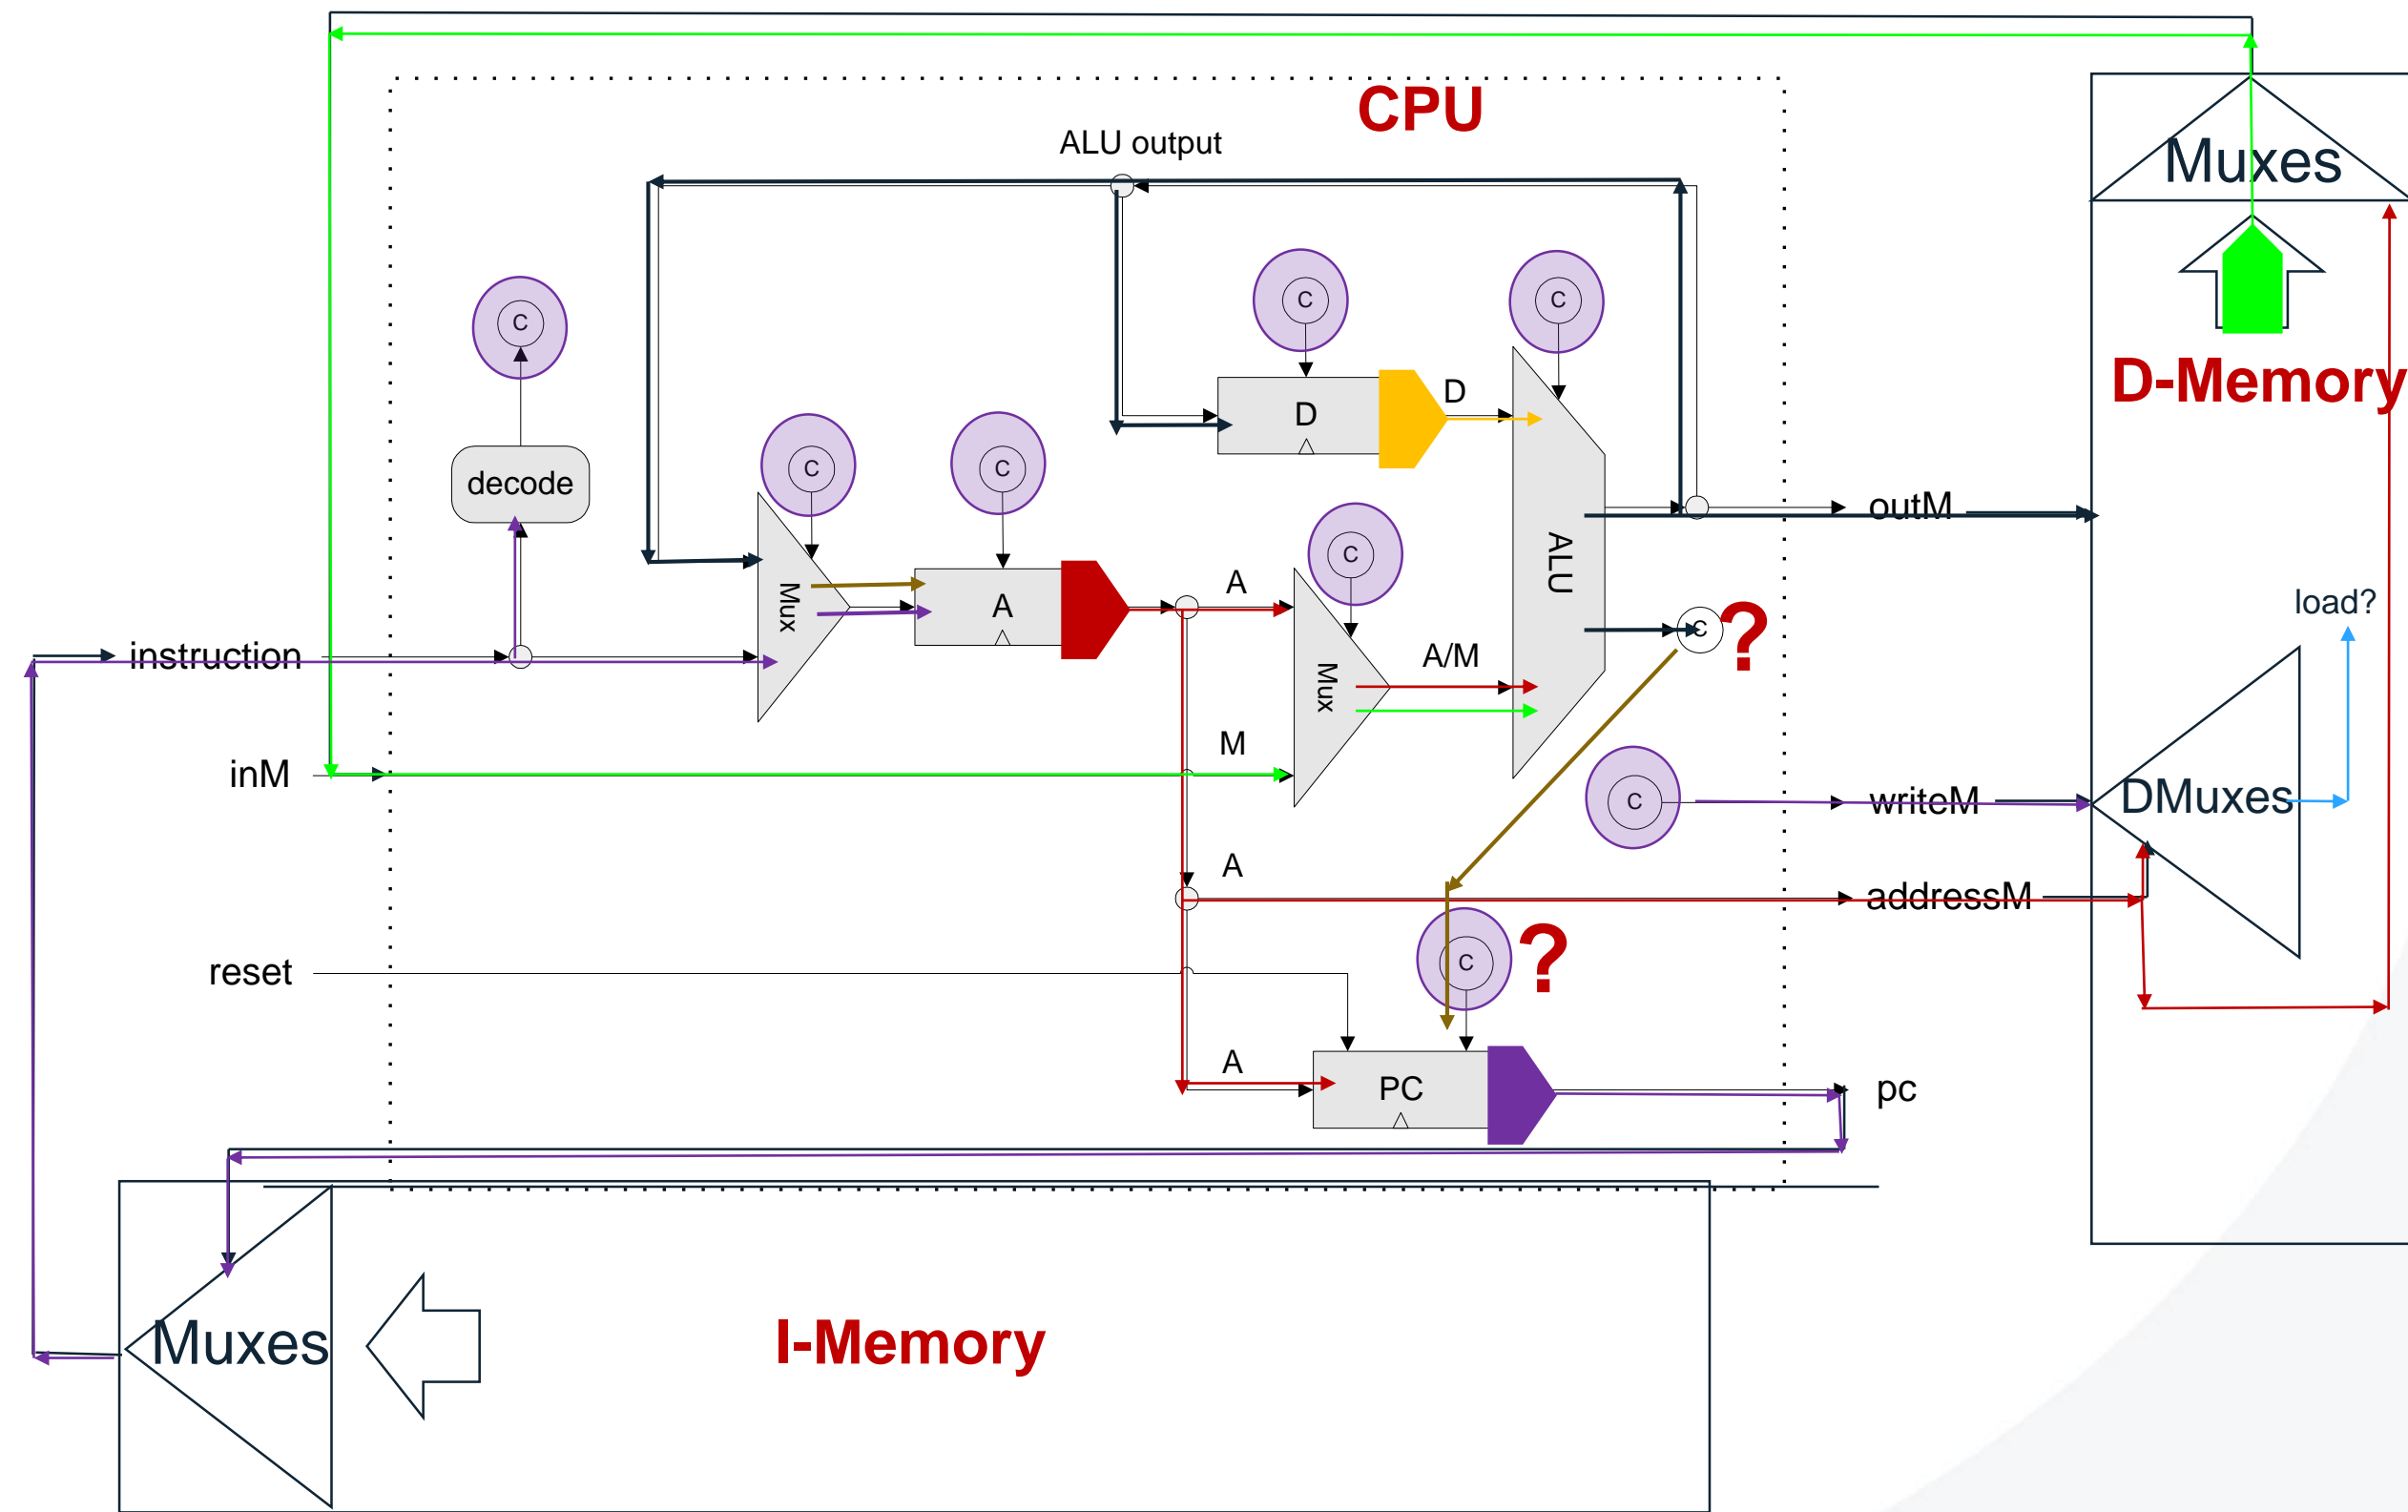 CPU
ALU output
Muxes
C
C
C
D
D
D-Memory
C
C
decode
C
ALU
outM
Mux
A
A
load?
C
?
instruction
Mux
A/M
M
inM
C
writeM
DMuxes
A
addressM
C
?
reset
A
PC
pc
Muxes
I-Memory